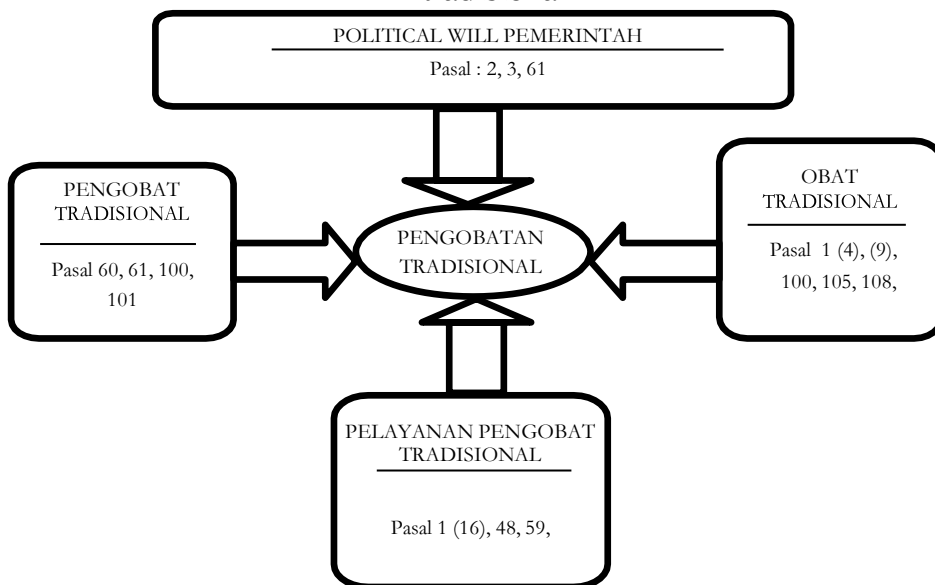 POLITICAL WILL PEMERINTAH
Pasal : 2, 3, 61
PENGOBAT
TRADISIONAL
Pasal 60, 61, 100,
101
OBAT
TRADISIONAL
Pasal 1 (4), (9),
100, 105, 108,
PENGOBATAN
TRADISIONAL
PELAYANAN PENGOBAT
TRADISIONAL
Pasal 1 (16), 48, 59,